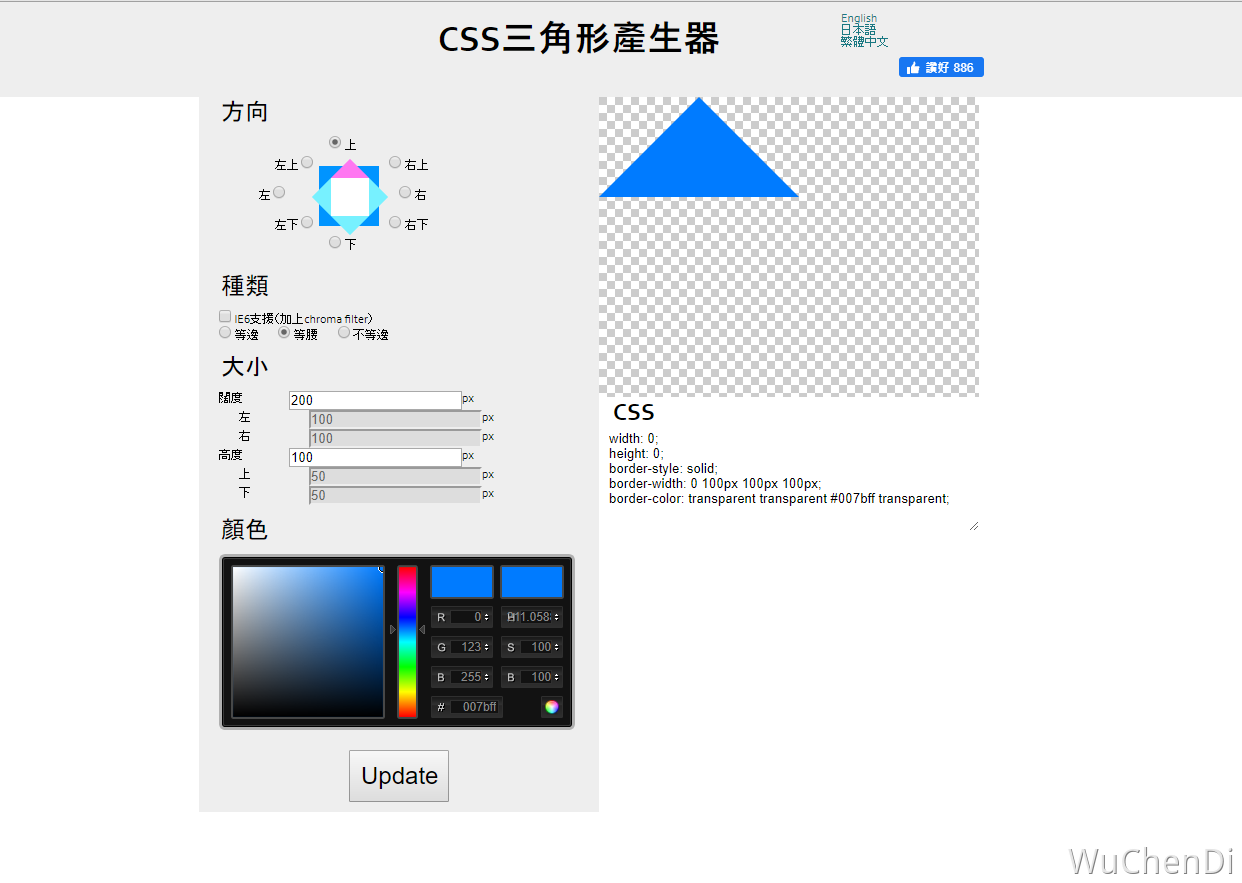 CSS三角形產生器
English
日本語
繁體中文
讚好 886
方向
上
左上
右上
左
右
左下
右下
下
種類
IE6支援(加上chroma filter)
等邊 等腰 不等邊
大小
闊度 200 px
左 100 px
右 100 px
高度 100 px
上 50 px
下 50 px
顏色
R 0
G 123 S 100
B 255 B 100
# 007bff
Update
CSS
width: 0;
height: 0;
border-style: solid;
border-width: 0 100px 100px 100px;
border-color: transparent transparent #007bff transparent;
WuChenDi